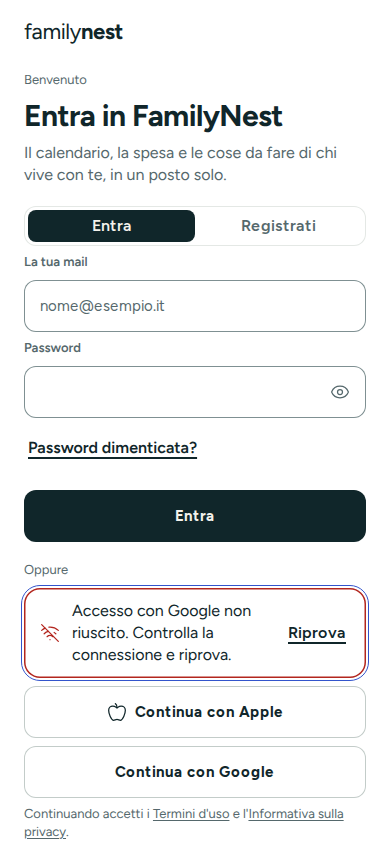 familynest
Benvenuto
Entra in FamilyNest
Il calendario, la spesa e le cose da fare di chi
vive con te, in un posto solo.
Entra
Registrati
La tua mail
nome@esempio.it
Password
Password dimenticata?
Entra
Oppure
Accesso con Google non
riuscito. Controlla la
connessione e riprova.
Riprova
Continua con Apple
Continua con Google
Continuando accetti i Termini d'uso e l'Informativa sulla
privacy.